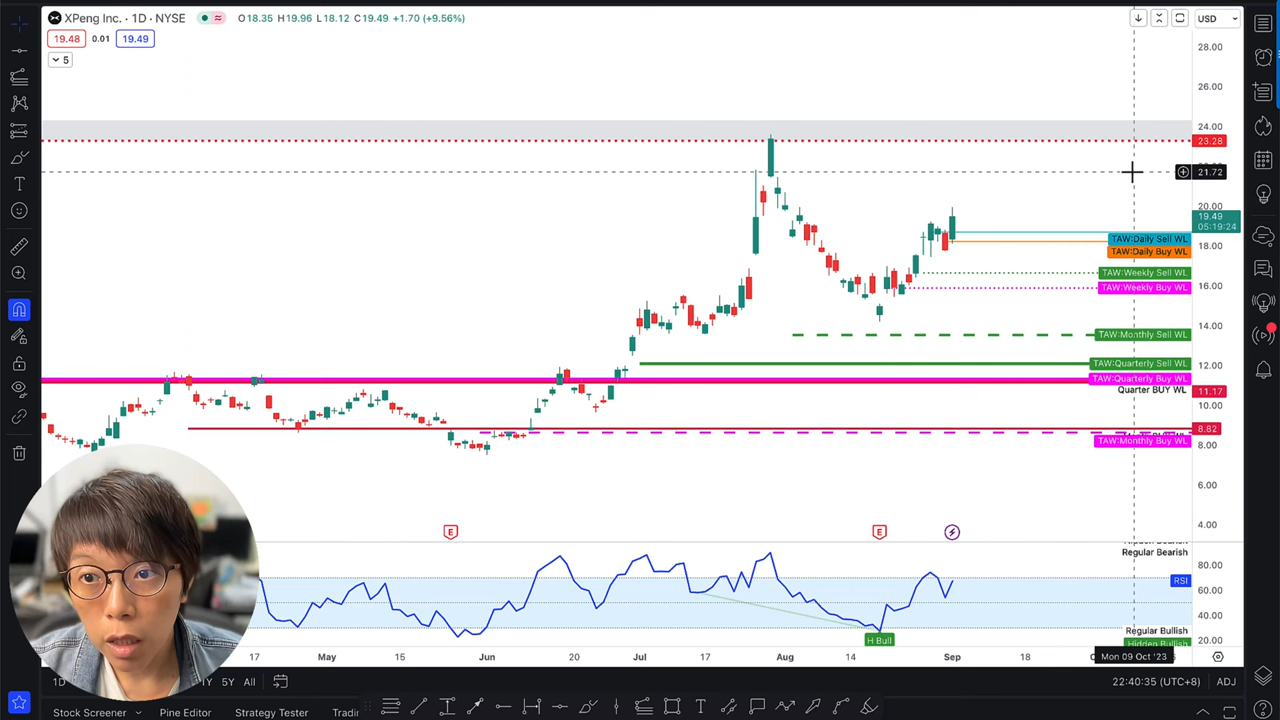 XPeng Inc. · 1D · NYSE
O18.35 H19.96 L18.12 C19.49 +1.70 (+9.56%)
USD
19.48 0.01 19.49
5
28.00
26.00
24.00
23.28
21.72
20.00
19.49
05:19:24
TAW:Daily Sell WL
18.00
TAW:Daily Buy WL
TAW:Weekly Sell WL
16.00
TAW:Weekly Buy WL
14.00
TAW:Monthly Sell WL
12.00
TAW:Quarterly Sell WL
TAW:Quarterly Buy WL
Quarter BUY WL
11.17
10.00
8.82
TAW:Monthly Buy WL
8.00
6.00
4.00
E
E
Regular Bearish
80.00
RSI
60.00
40.00
Regular Bullish
H Bull
20.00
Hidden Bullish
17 May 15 Jun 20 Jul 17 Aug 14 Sep 18
Mon 09 Oct '23
1D
1Y 5Y All
22:40:35 (UTC+8) ADJ
Stock Screener Pine Editor Strategy Tester